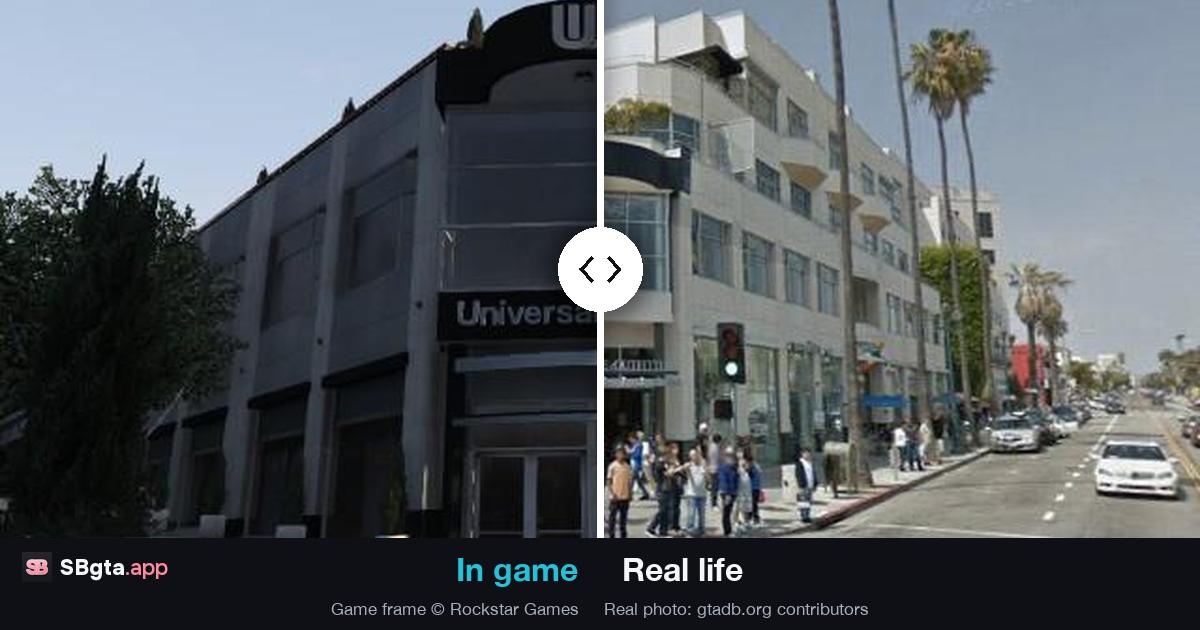 U
Universa
SBgta.app
In game
Real life
Game frame © Rockstar Games
Real photo: gtadb.org contributors